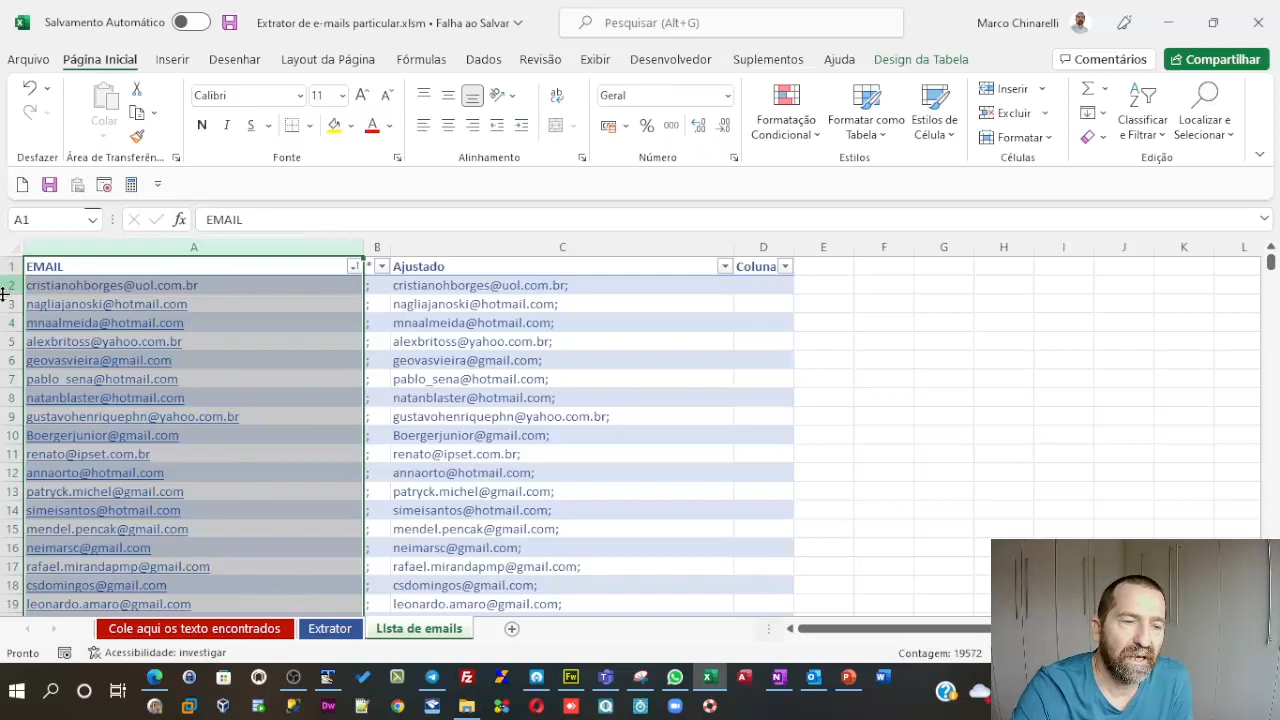 Salvamento Automático
Extrator de e-mails particular.xlsm • Falha ao Salvar
Pesquisar (Alt+G)
Marco Chinarelli
Arquivo Página Inicial Inserir Desenhar Layout da Página Fórmulas Dados Revisão Exibir Desenvolvedor Suplementos Ajuda Design da Tabela
Comentários Compartilhar
Colar
Calibri 11
Geral
N I S
% 000
Formatação Condicional
Formatar como Tabela
Estilos de Célula
Inserir
Excluir
Formatar
Classificar e Filtrar
Localizar e Selecionar
Desfazer Área de Transferên... Fonte Alinhamento Número Estilos Células Edição
A1 fx EMAIL
A B C D E F G H I J K L
1 EMAIL * Ajustado Coluna
2 cristianohborges@uol.com.br ; cristianohborges@uol.com.br;
3 nagliajanoski@hotmail.com ; nagliajanoski@hotmail.com;
4 mnaalmeida@hotmail.com ; mnaalmeida@hotmail.com;
5 alexbritoss@yahoo.com.br ; alexbritoss@yahoo.com.br;
6 geovasvieira@gmail.com ; geovasvieira@gmail.com;
7 pablo_sena@hotmail.com ; pablo_sena@hotmail.com;
8 natanblaster@hotmail.com ; natanblaster@hotmail.com;
9 gustavohenriquephn@yahoo.com.br ; gustavohenriquephn@yahoo.com.br;
10 Boergerjunior@gmail.com ; Boergerjunior@gmail.com;
11 renato@ipset.com.br ; renato@ipset.com.br;
12 annaorto@hotmail.com ; annaorto@hotmail.com;
13 patryck.michel@gmail.com ; patryck.michel@gmail.com;
14 simeisantos@hotmail.com ; simeisantos@hotmail.com;
15 mendel.pencak@gmail.com ; mendel.pencak@gmail.com;
16 neimarsc@gmail.com ; neimarsc@gmail.com;
17 rafael.mirandapmp@gmail.com ; rafael.mirandapmp@gmail.com;
18 csdomingos@gmail.com ; csdomingos@gmail.com;
19 leonardo.amaro@gmail.com ; leonardo.amaro@gmail.com;
Cole aqui os texto encontrados Extrator LIsta de emails
Pronto Acessibilidade: investigar Contagem: 19572